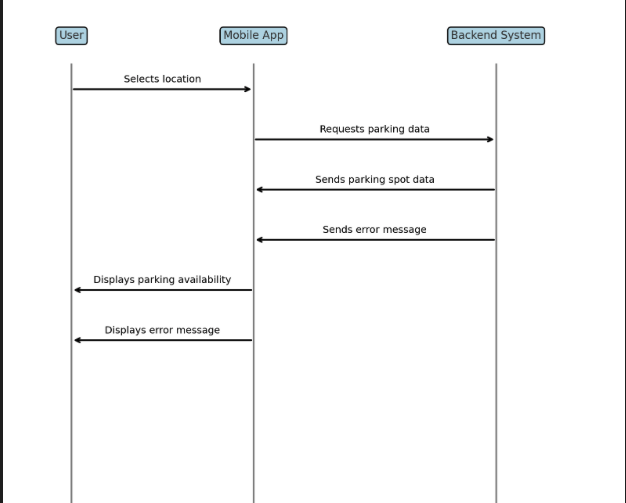 User
Mobile App
Backend System
Selects location
Requests parking data
Sends parking spot data
Sends error message
Displays parking availability
Displays error message